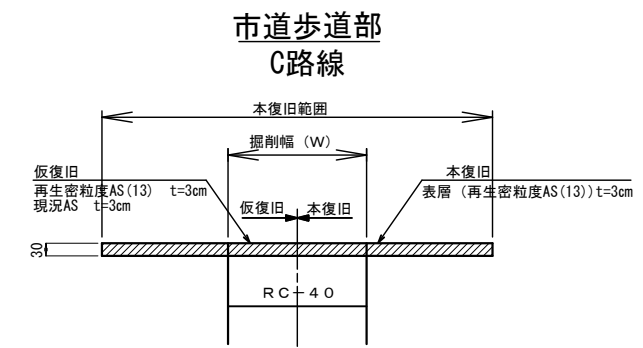 市道歩道部
C路線
本復旧範囲
掘削幅（W）
仮復旧
再生密粒度AS(13)　t=3cm
現況AS　t=3cm
本復旧
表層（再生密粒度AS(13)）t=3cm
仮復旧　本復旧
30
RC－40